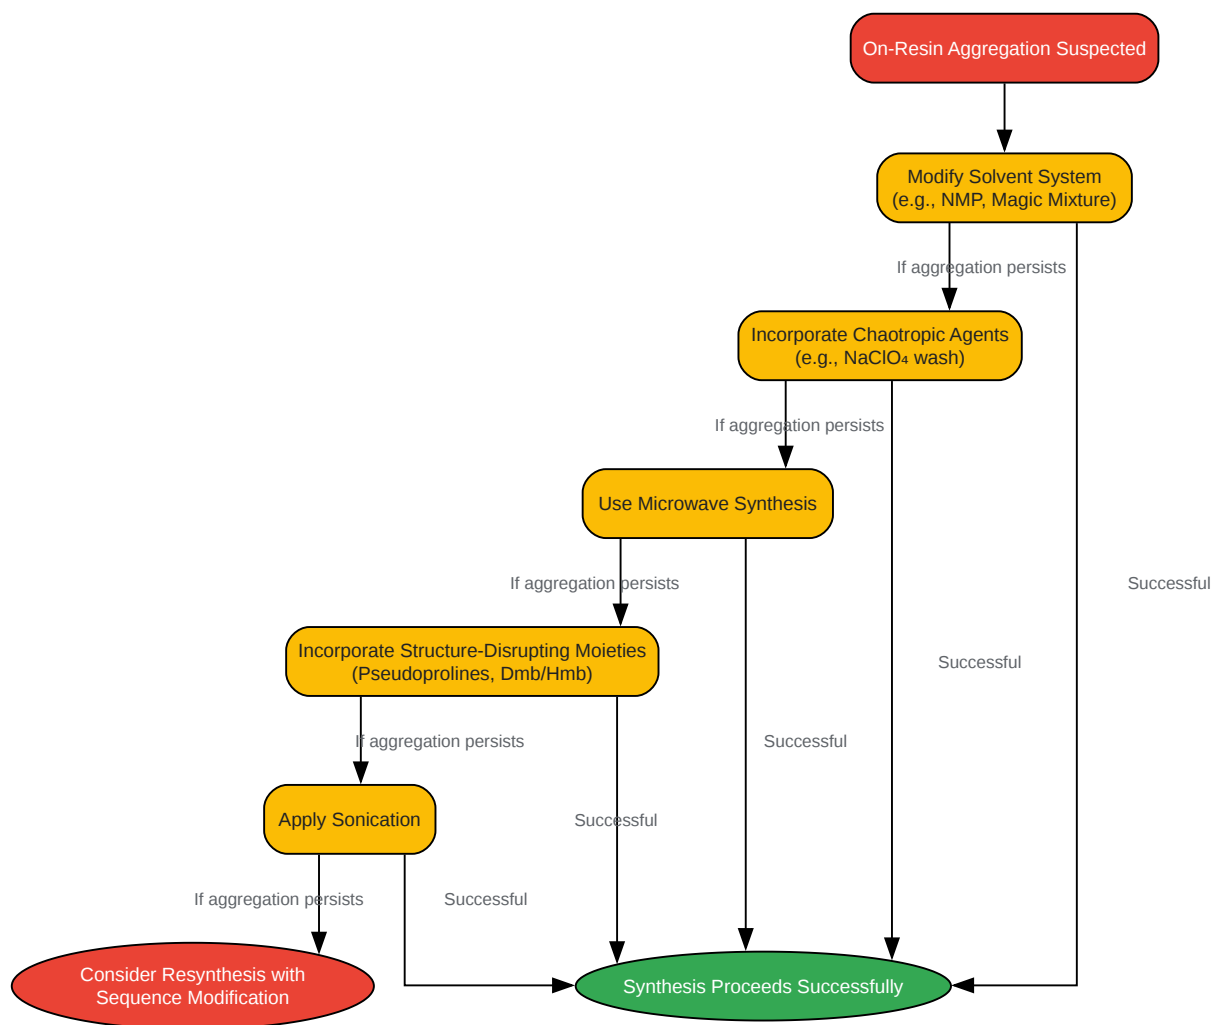 On-Resin Aggregation Suspected
Modify Solvent System
(e.g., NMP, Magic Mixture)
If aggregation persists
Incorporate Chaotropic Agents
(e.g., NaClO₄ wash)
If aggregation persists
Use Microwave Synthesis
If aggregation persists
Successful
Incorporate Structure-Disrupting Moieties
(Pseudoprolines, Dmb/Hmb)
Successful
If aggregation persists
Successful
Apply Sonication
Successful
If aggregation persists
Successful
Consider Resynthesis with
Sequence Modification
Synthesis Proceeds Successfully